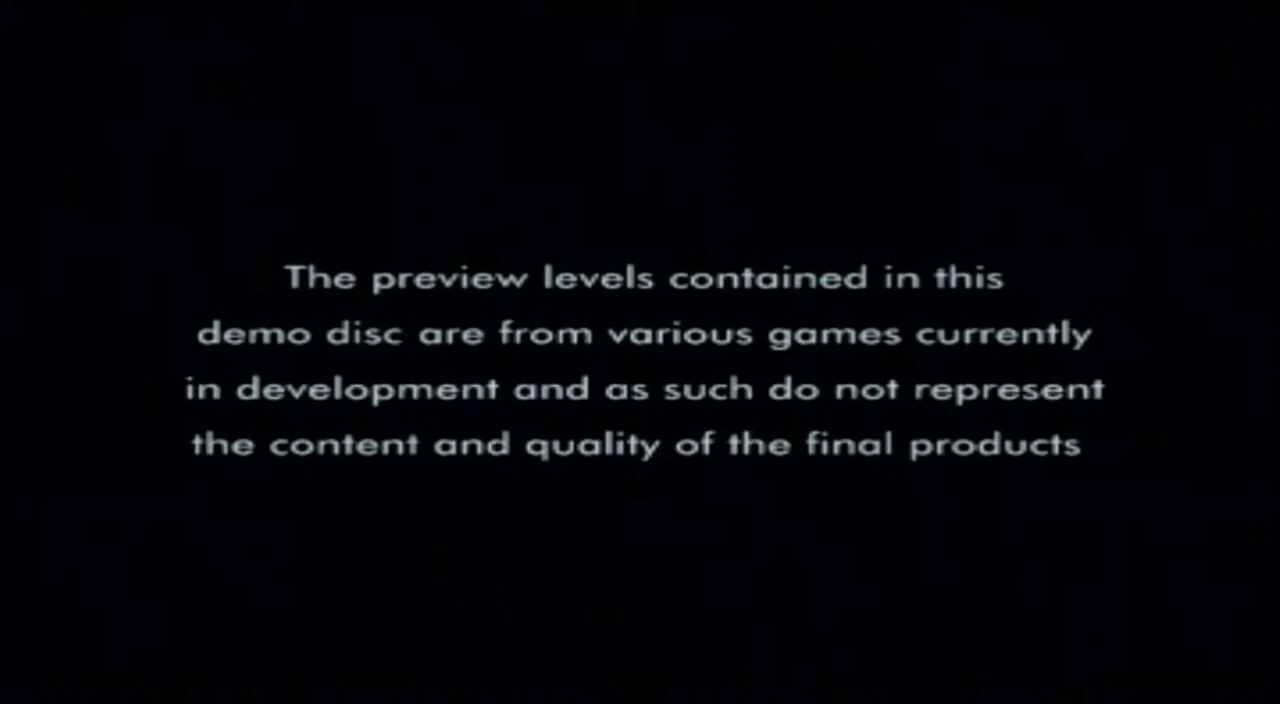 The preview levels contained in this
demo disc are from various games currently
in development and as such do not represent
the content and quality of the final products